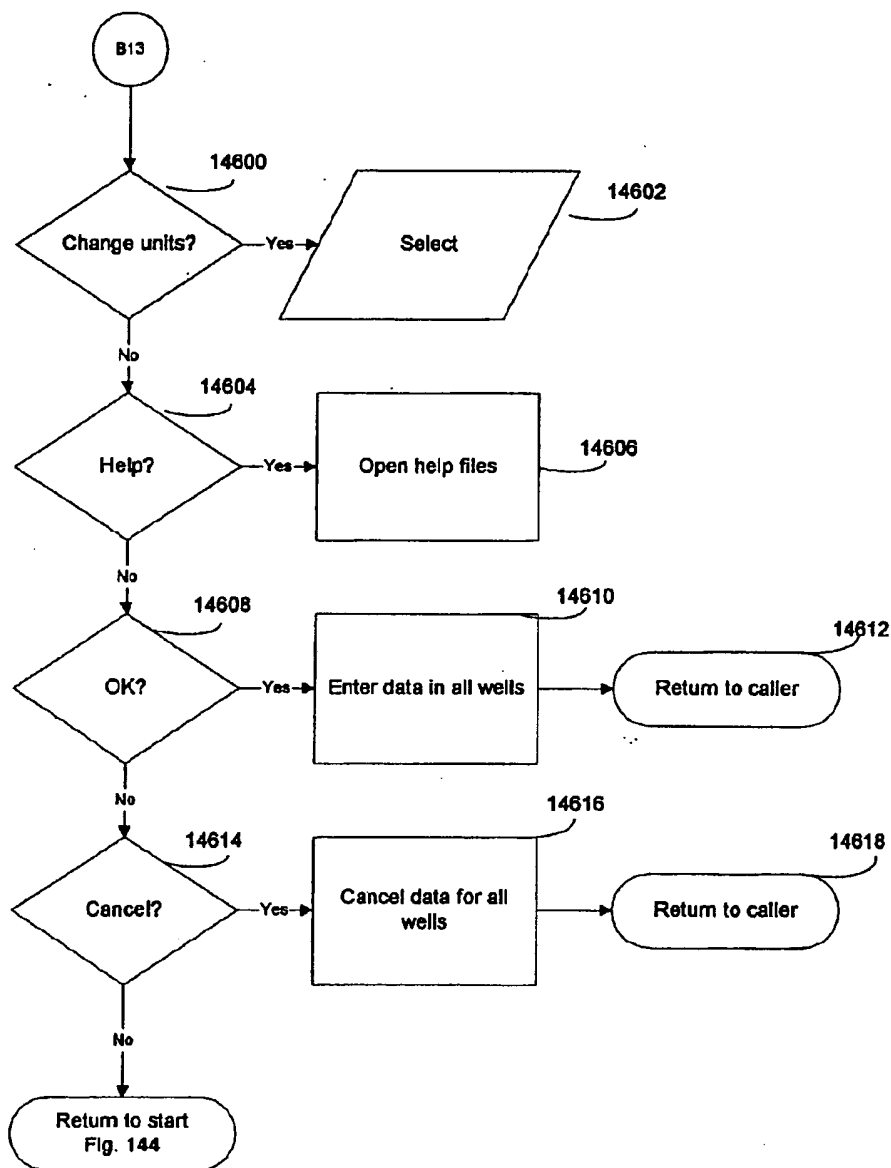 B13
14600
14602
Change units?
Yes
Select
No
14604
Help?
Yes
Open help files
14606
No
14608
14610
14612
OK?
Yes
Enter data in all wells
Return to caller
No
14614
14616
14618
Cancel?
Yes
Cancel data for all
wells
Return to caller
No
Return to start
Fig. 144